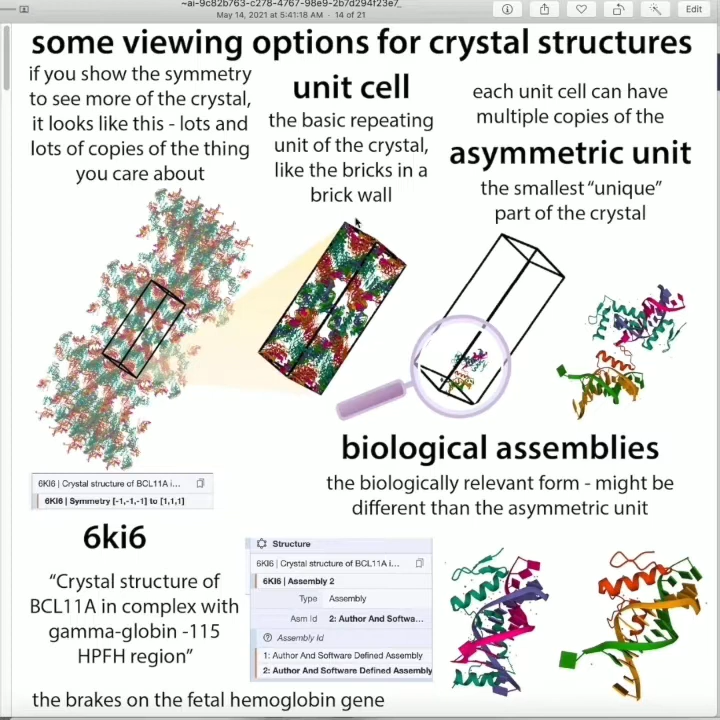 ~ai-9c82b763-c278-4767-98e9-2b7d294f23e7_
May 14, 2021 at 5:41:18 AM · 14 of 21
Edit
some viewing options for crystal structures
if you show the symmetry
to see more of the crystal,
it looks like this - lots and
lots of copies of the thing
you care about
unit cell
the basic repeating
unit of the crystal,
like the bricks in a
brick wall
each unit cell can have
multiple copies of the
asymmetric unit
the smallest “unique”
part of the crystal
biological assemblies
the biologically relevant form - might be
different than the asymmetric unit
6KI6 | Crystal structure of BCL11A i...
6KI6 | Symmetry [-1,-1,-1] to [1,1,1]
6ki6
“Crystal structure of
BCL11A in complex with
gamma-globin -115
HPFH region”
Structure
6KI6 | Crystal structure of BCL11A i...
6KI6 | Assembly 2
Type Assembly
Asm Id 2: Author And Softwa...
Assembly Id
1: Author And Software Defined Assembly
2: Author And Software Defined Assembly
the brakes on the fetal hemoglobin gene